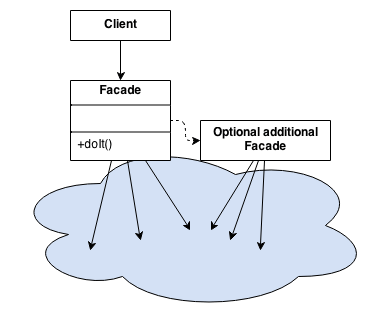 Client
Facade
+doIt()
Optional additional
Facade